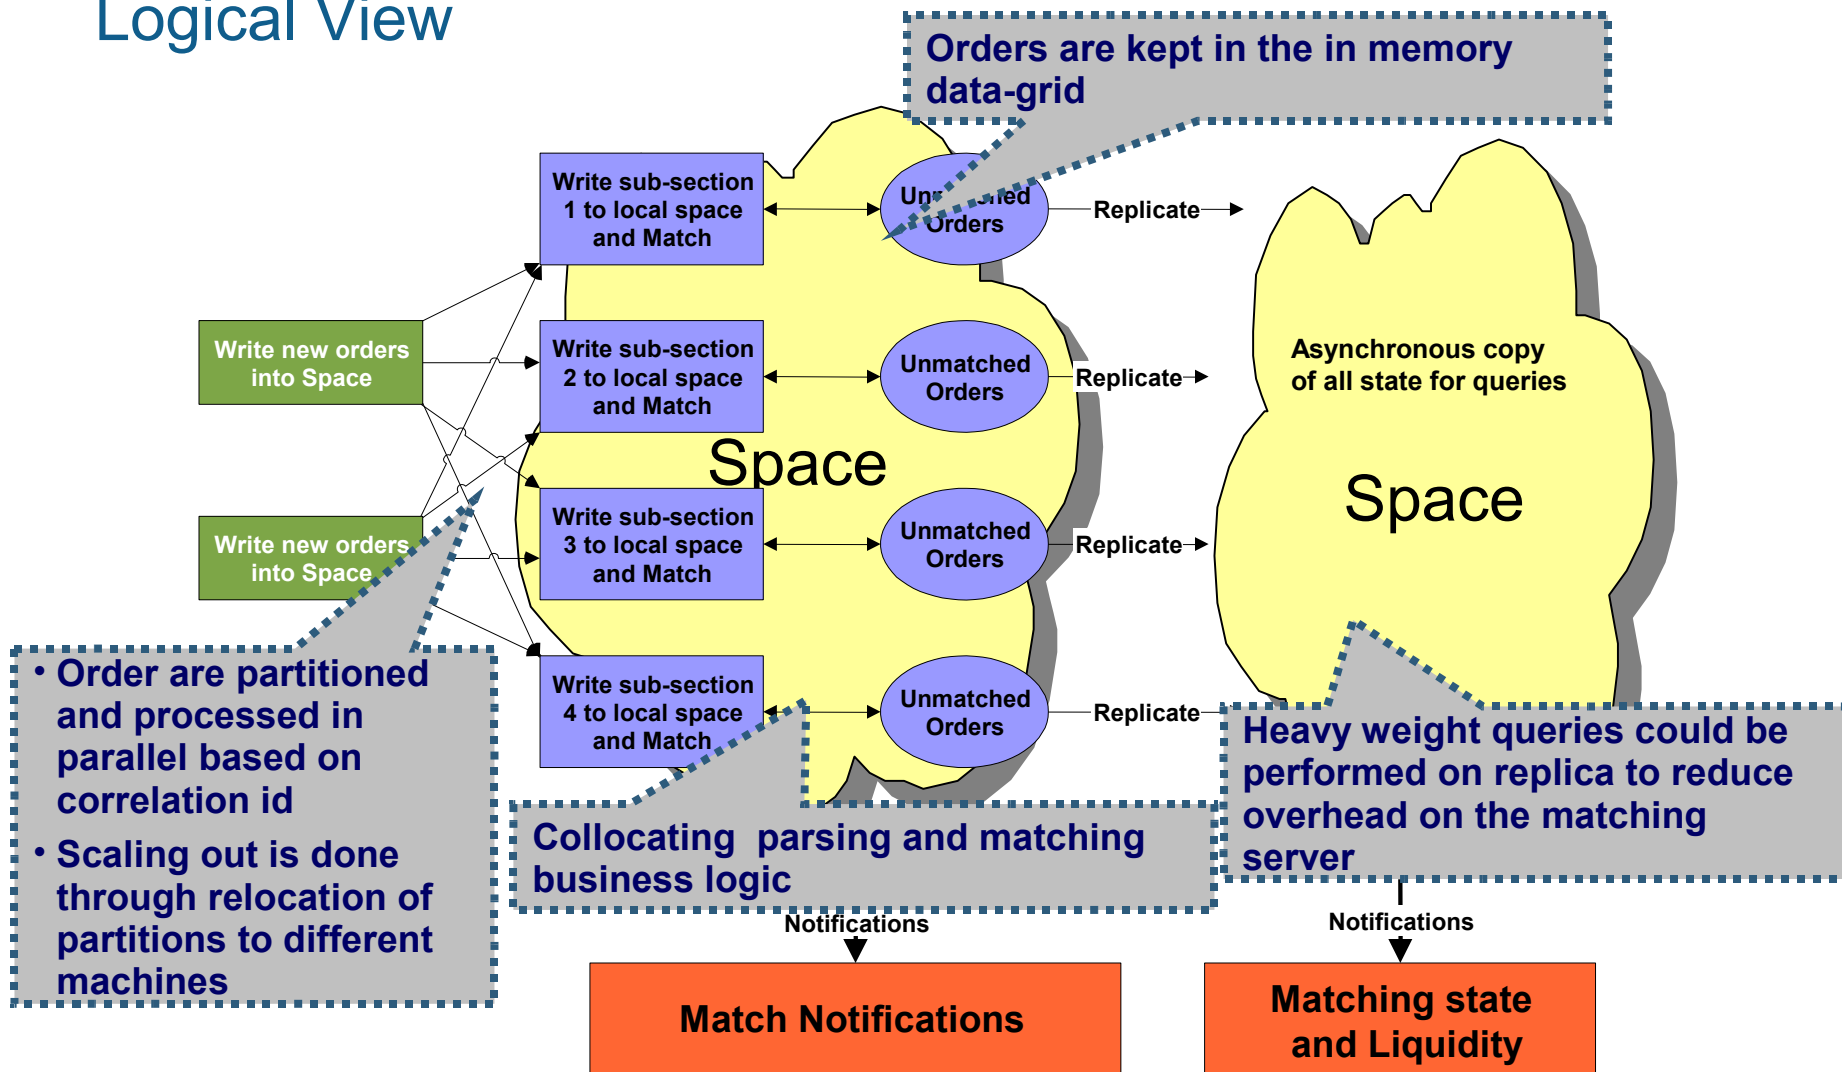 Logical View
Orders are kept in the in memory
data-grid
Write sub-section
1 to local space
and Match
Orders
Replicate
Write new orders
into Space
Write sub-section
2 to local space
and Match
Unmatched
Orders
Replicate
Asynchronous copy
of all state for queries
Space
Space
Write new orders
into Space
Write sub-section
3 to local space
and Match
Unmatched
Orders
Replicate
Write sub-section
4 to local space
and Match
Unmatched
Orders
Replicate
• Order are partitioned
and processed in
parallel based on
correlation id
• Scaling out is done
through relocation of
partitions to different
machines
Collocating parsing and matching
business logic
Heavy weight queries could be
performed on replica to reduce
overhead on the matching
server
Notifications
Notifications
Match Notifications
Matching state
and Liquidity